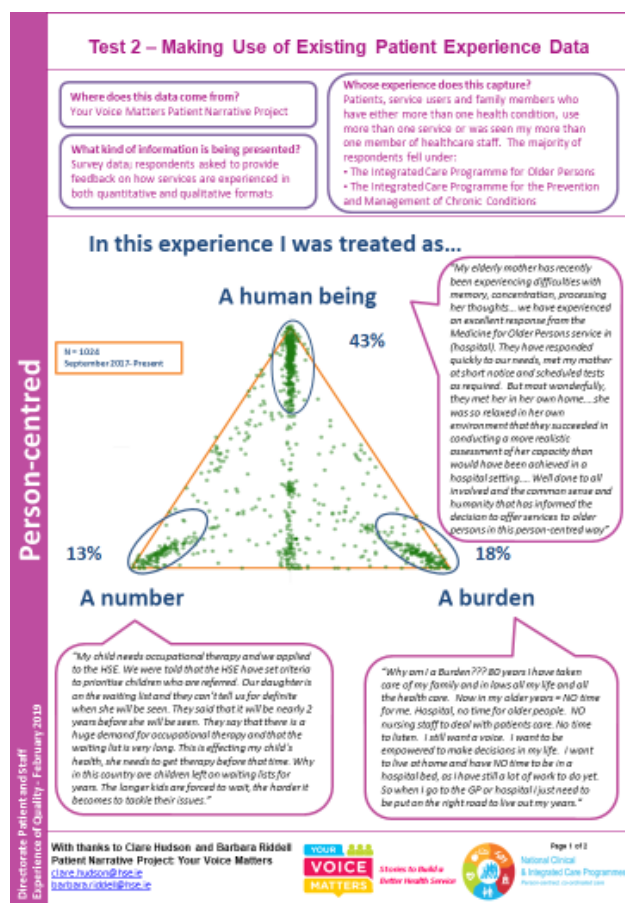 Test 2 – Making Use of Existing Patient Experience Data
Where does this data come from?
Your Voice Matters Patient Narrative Project
What kind of information is being presented?
Survey data; respondents asked to provide
feedback on how services are experienced in
both quantitative and qualitative formats
Whose experience does this capture?
Patients, service users and family members who
have either more than one health condition, use
more than one service or was seen my more than
one member of healthcare staff. The majority of
respondents fell under:
• The Integrated Care Programme for Older Persons
• The Integrated Care Programme for the Prevention
and Management of Chronic Conditions
Person-centred
Directorate Patient and Staff
Experience of Quality - February 2019
In this experience I was treated as...
A human being
43%
N = 1024
September 2017- Present
"My elderly mother has recently
been experiencing difficulties with
memory, concentration, processing
her thoughts... we have experienced
an excellent response from the
Medicine for Older Persons service in
(hospital). They have responded
quickly to our needs, met my mother
at short notice and scheduled tests
as required. But most wonderfully,
they met her in her own home....she
was so relaxed in her own
environment that they succeeded in
conducting a more realistic
assessment of her capacity than
would have been achieved in a
hospital setting.... Well done to all
involved and the common sense and
humanity that has informed the
decision to offer services to older
persons in this person-centred way"
13%
18%
A number
A burden
"My child needs occupational therapy and we applied
to the HSE. We were told that the HSE have set criteria
to prioritise children who are referred. Our daughter is
on the waiting list and they can't tell us for definite
when she will be seen. They said that it will be nearly 2
years before she will be seen. They say that there is a
huge demand for occupational therapy and that the
waiting list is very long. This is effecting my child's
health, she needs to get therapy before that time. Why
in this country are children left on waiting lists for
years. The longer kids are forced to wait, the harder it
becomes to tackle their issues."
"Why am I a Burden??? 80 years I have taken
care of my family and in laws all my life and all
the health care. Now in my older years = NO time
for me. Hospital, no time for older people. NO
nursing staff to deal with patients care. No time
to listen. I still want a voice. I want to be
empowered to make decisions in my life. I want
to live at home and have NO time to be in a
hospital bed, as I have still a lot of work to do yet.
So when I go to the GP or hospital I just need to
be put on the right road to live out my years."
With thanks to Clare Hudson and Barbara Riddell
Patient Narrative Project: Your Voice Matters
clare.hudson@hse.ie
barbara.riddell@hse.ie
YOUR
VOICE
MATTERS
Stories to Build a
Better Health Service
Page 1 of 2
National Clinical
& Integrated Care Programmes
Person-centred, co-ordinated care